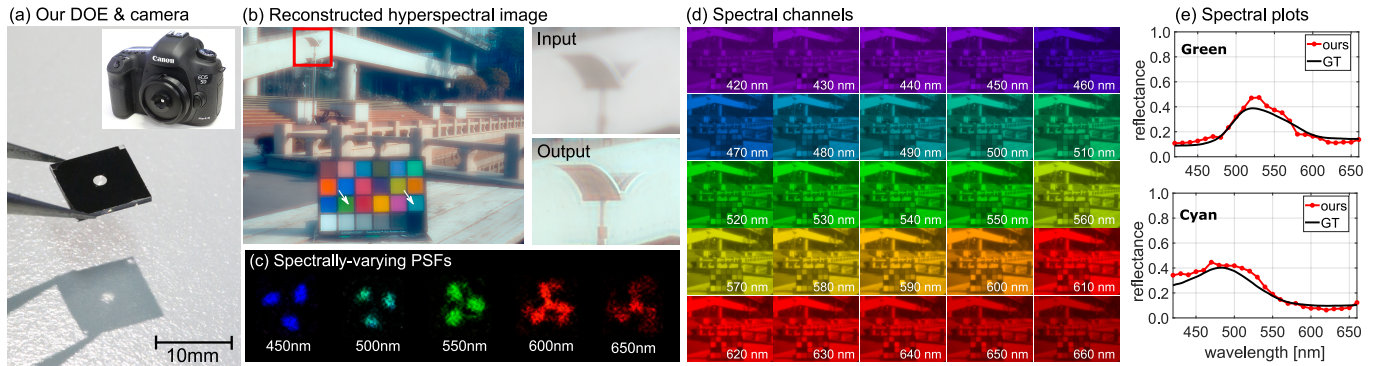 (a) Our DOE & camera
Canon
EOS
5D
10mm
(b) Reconstructed hyperspectral image
Input
Output
(c) Spectrally-varying PSFs
450nm 500nm 550nm 600nm 650nm
(d) Spectral channels
420 nm 430 nm 440 nm 450 nm 460 nm
470 nm 480 nm 490 nm 500 nm 510 nm
520 nm 530 nm 540 nm 550 nm 560 nm
570 nm 580 nm 590 nm 600 nm 610 nm
620 nm 630 nm 640 nm 650 nm 660 nm
(e) Spectral plots
1.0
0.8
0.6
0.4
0.2
0.0
reflectance
Green
ours
GT
450 500 550 600 650
1.0
0.8
0.6
0.4
0.2
0.0
reflectance
Cyan
ours
GT
450 500 550 600 650
wavelength [nm]